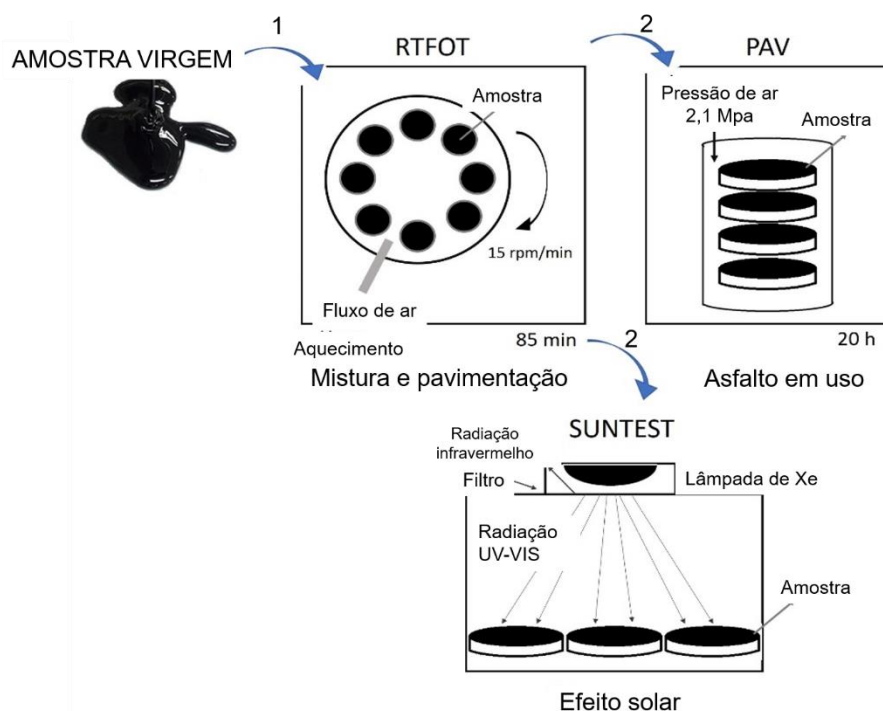 1
2
AMOSTRA VIRGEM
RTFOT
PAV
Amostra
15 rpm/min
Fluxo de ar
Aquecimento
85 min
Mistura e pavimentação
Pressão de ar
2,1 Mpa
Amostra
20 h
Asfalto em uso
2
SUNTEST
Radiação
infravermelho
Filtro
Lâmpada de Xe
Radiação
UV-VIS
Amostra
Efeito solar